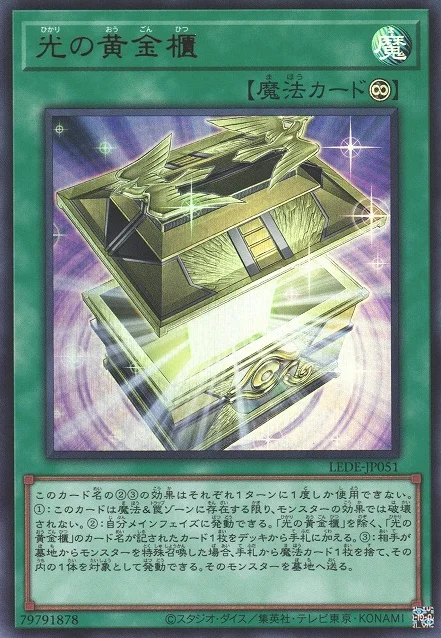 光の黄金櫃
ひかり おう ごん ひつ
魔
【魔法カード】
LEDE-JP051
このカード名の②③の効果はそれぞれ1ターンに1度しか使用できない。
①:このカードは魔法&罠ゾーンに存在する限り、モンスターの効果では破壊
されない。②:自分メインフェイズに発動できる。「光の黄金櫃」を除く、「光の
黄金櫃」のカード名が記されたカード1枚をデッキから手札に加える。③:相手が
墓地からモンスターを特殊召喚した場合、手札から魔法カード1枚を捨て、その
内の1体を対象として発動できる。そのモンスターを墓地へ送る。
79791878
©スタジオ・ダイス/集英社・テレビ東京・KONAMI